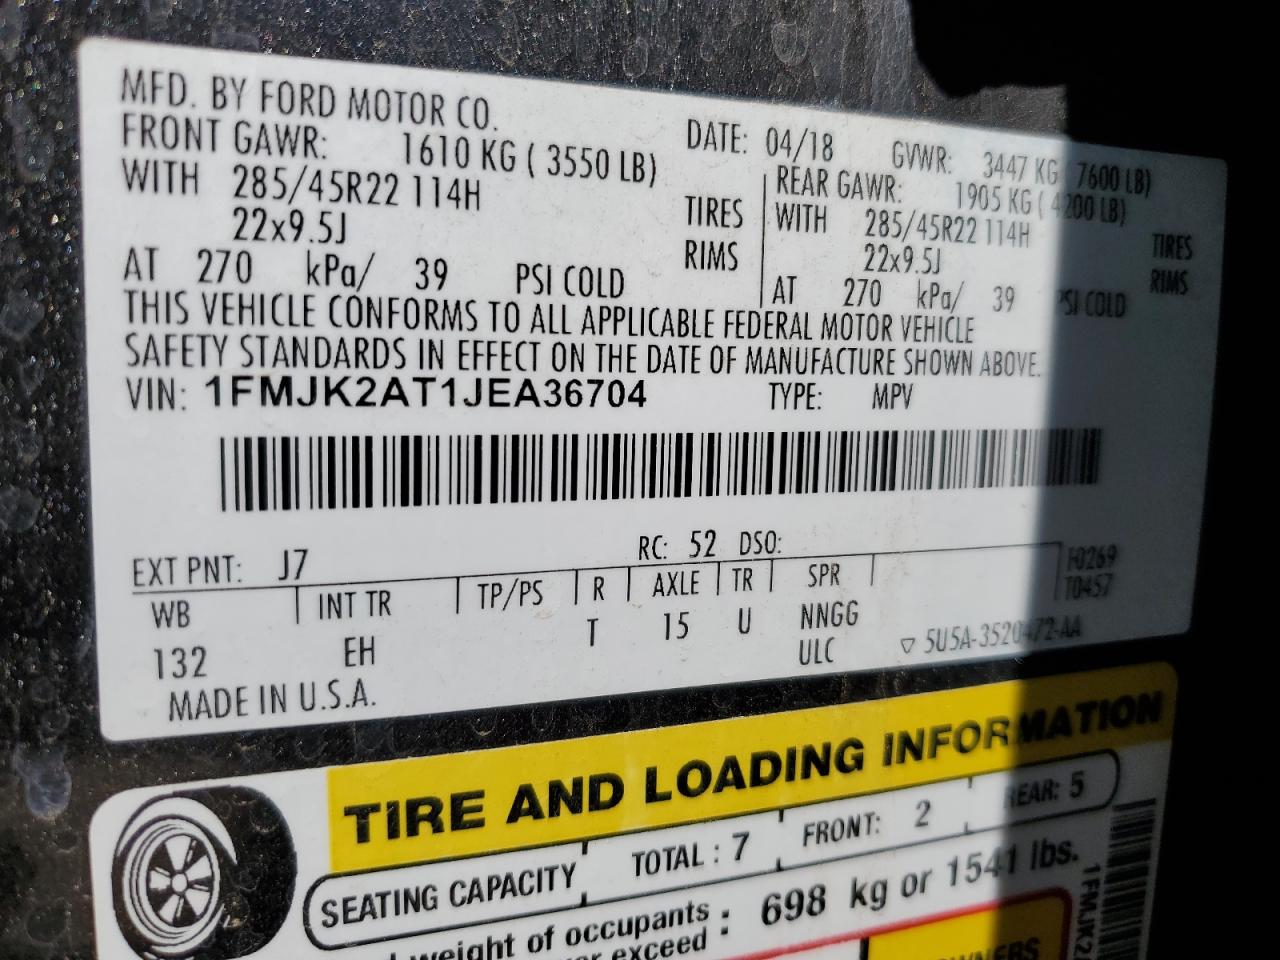 MFD. BY FORD MOTOR CO.
DATE: 04/18 GVWR: 3447 KG ( 7600 LB)
FRONT GAWR: 1610 KG ( 3550 LB)
REAR GAWR: 1905 KG ( 4200 LB)
WITH 285/45R22 114H TIRES
WITH 285/45R22 114H TIRES
22x9.5J RIMS
22x9.5J RIMS
AT 270 kPa/ 39 PSI COLD
AT 270 kPa/ 39 PSI COLD
THIS VEHICLE CONFORMS TO ALL APPLICABLE FEDERAL MOTOR VEHICLE
SAFETY STANDARDS IN EFFECT ON THE DATE OF MANUFACTURE SHOWN ABOVE.
VIN: 1FMJK2AT1JEA36704 TYPE: MPV
EXT PNT: J7 RC: 52 DSO:
WB INT TR TP/PS R AXLE TR SPR F0269
T0457
132 EH T 15 U NNGG
ULC ▽ 5U5A-3520472-AA
MADE IN U.S.A.
TIRE AND LOADING INFORMATION
SEATING CAPACITY TOTAL : 7 FRONT: 2 REAR: 5
weight of occupants : 698 kg or 1541 lbs.
exceed
1FMJK2